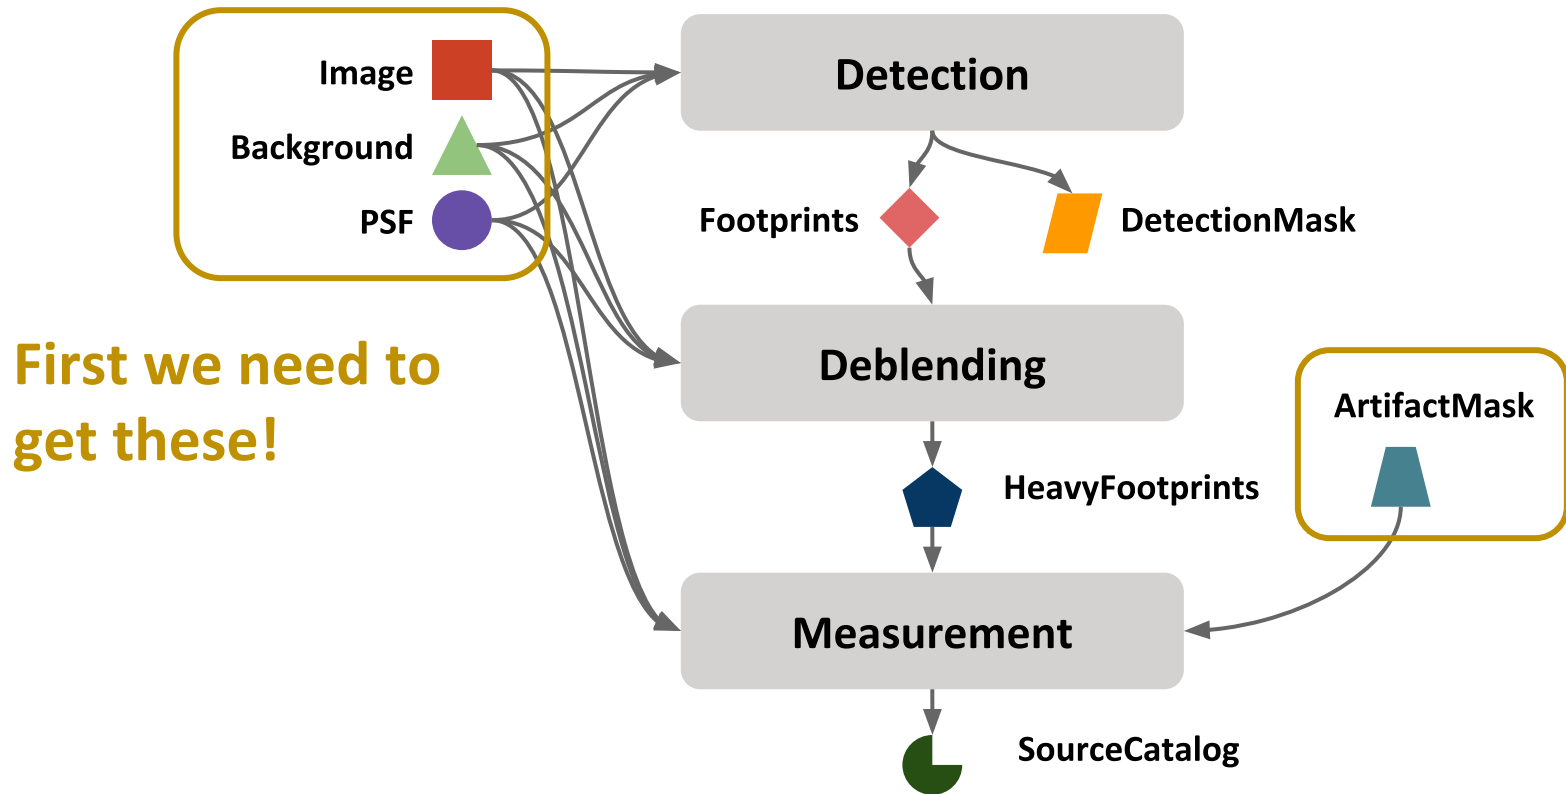 Image
Background
PSF
Detection
Footprints
DetectionMask
First we need to
get these!
Deblending
ArtifactMask
HeavyFootprints
Measurement
SourceCatalog